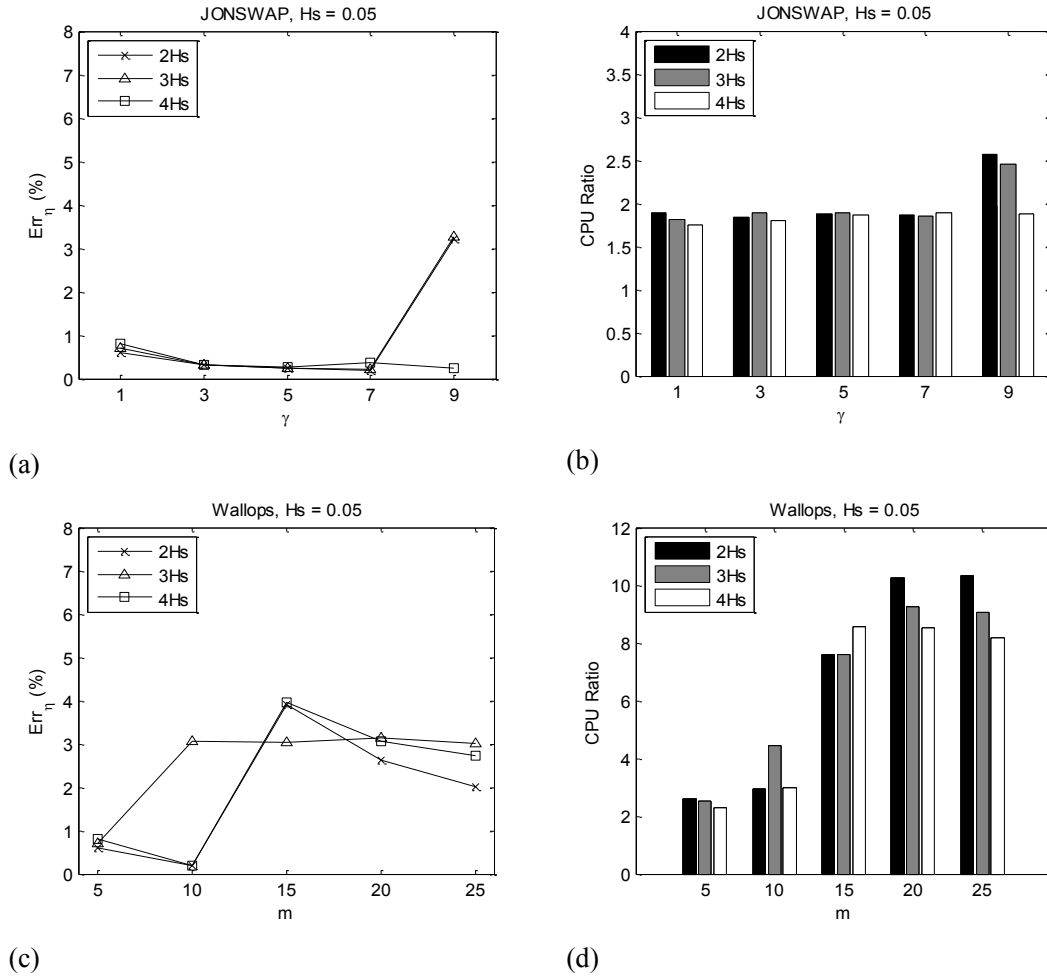 JONSWAP, Hs = 0.05
8
7
6
5
4
3
2
1
0
Err_η (%)
2Hs
3Hs
4Hs
1 3 5 7 9
γ
(a)
JONSWAP, Hs = 0.05
4
3.5
3
2.5
2
1.5
1
0.5
0
CPU Ratio
2Hs
3Hs
4Hs
1 3 5 7 9
γ
(b)
Wallops, Hs = 0.05
8
7
6
5
4
3
2
1
0
Err_η (%)
2Hs
3Hs
4Hs
5 10 15 20 25
m
(c)
Wallops, Hs = 0.05
12
10
8
6
4
2
0
CPU Ratio
2Hs
3Hs
4Hs
5 10 15 20 25
m
(d)